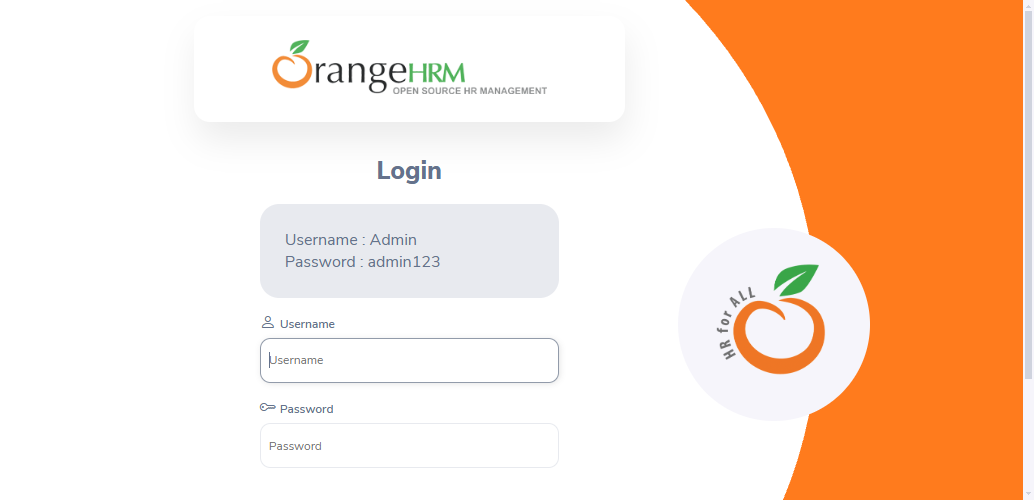 OrangeHRM
OPEN SOURCE HR MANAGEMENT
Login
Username : Admin
Password : admin123
Username
Username
Password
Password
HR for ALL